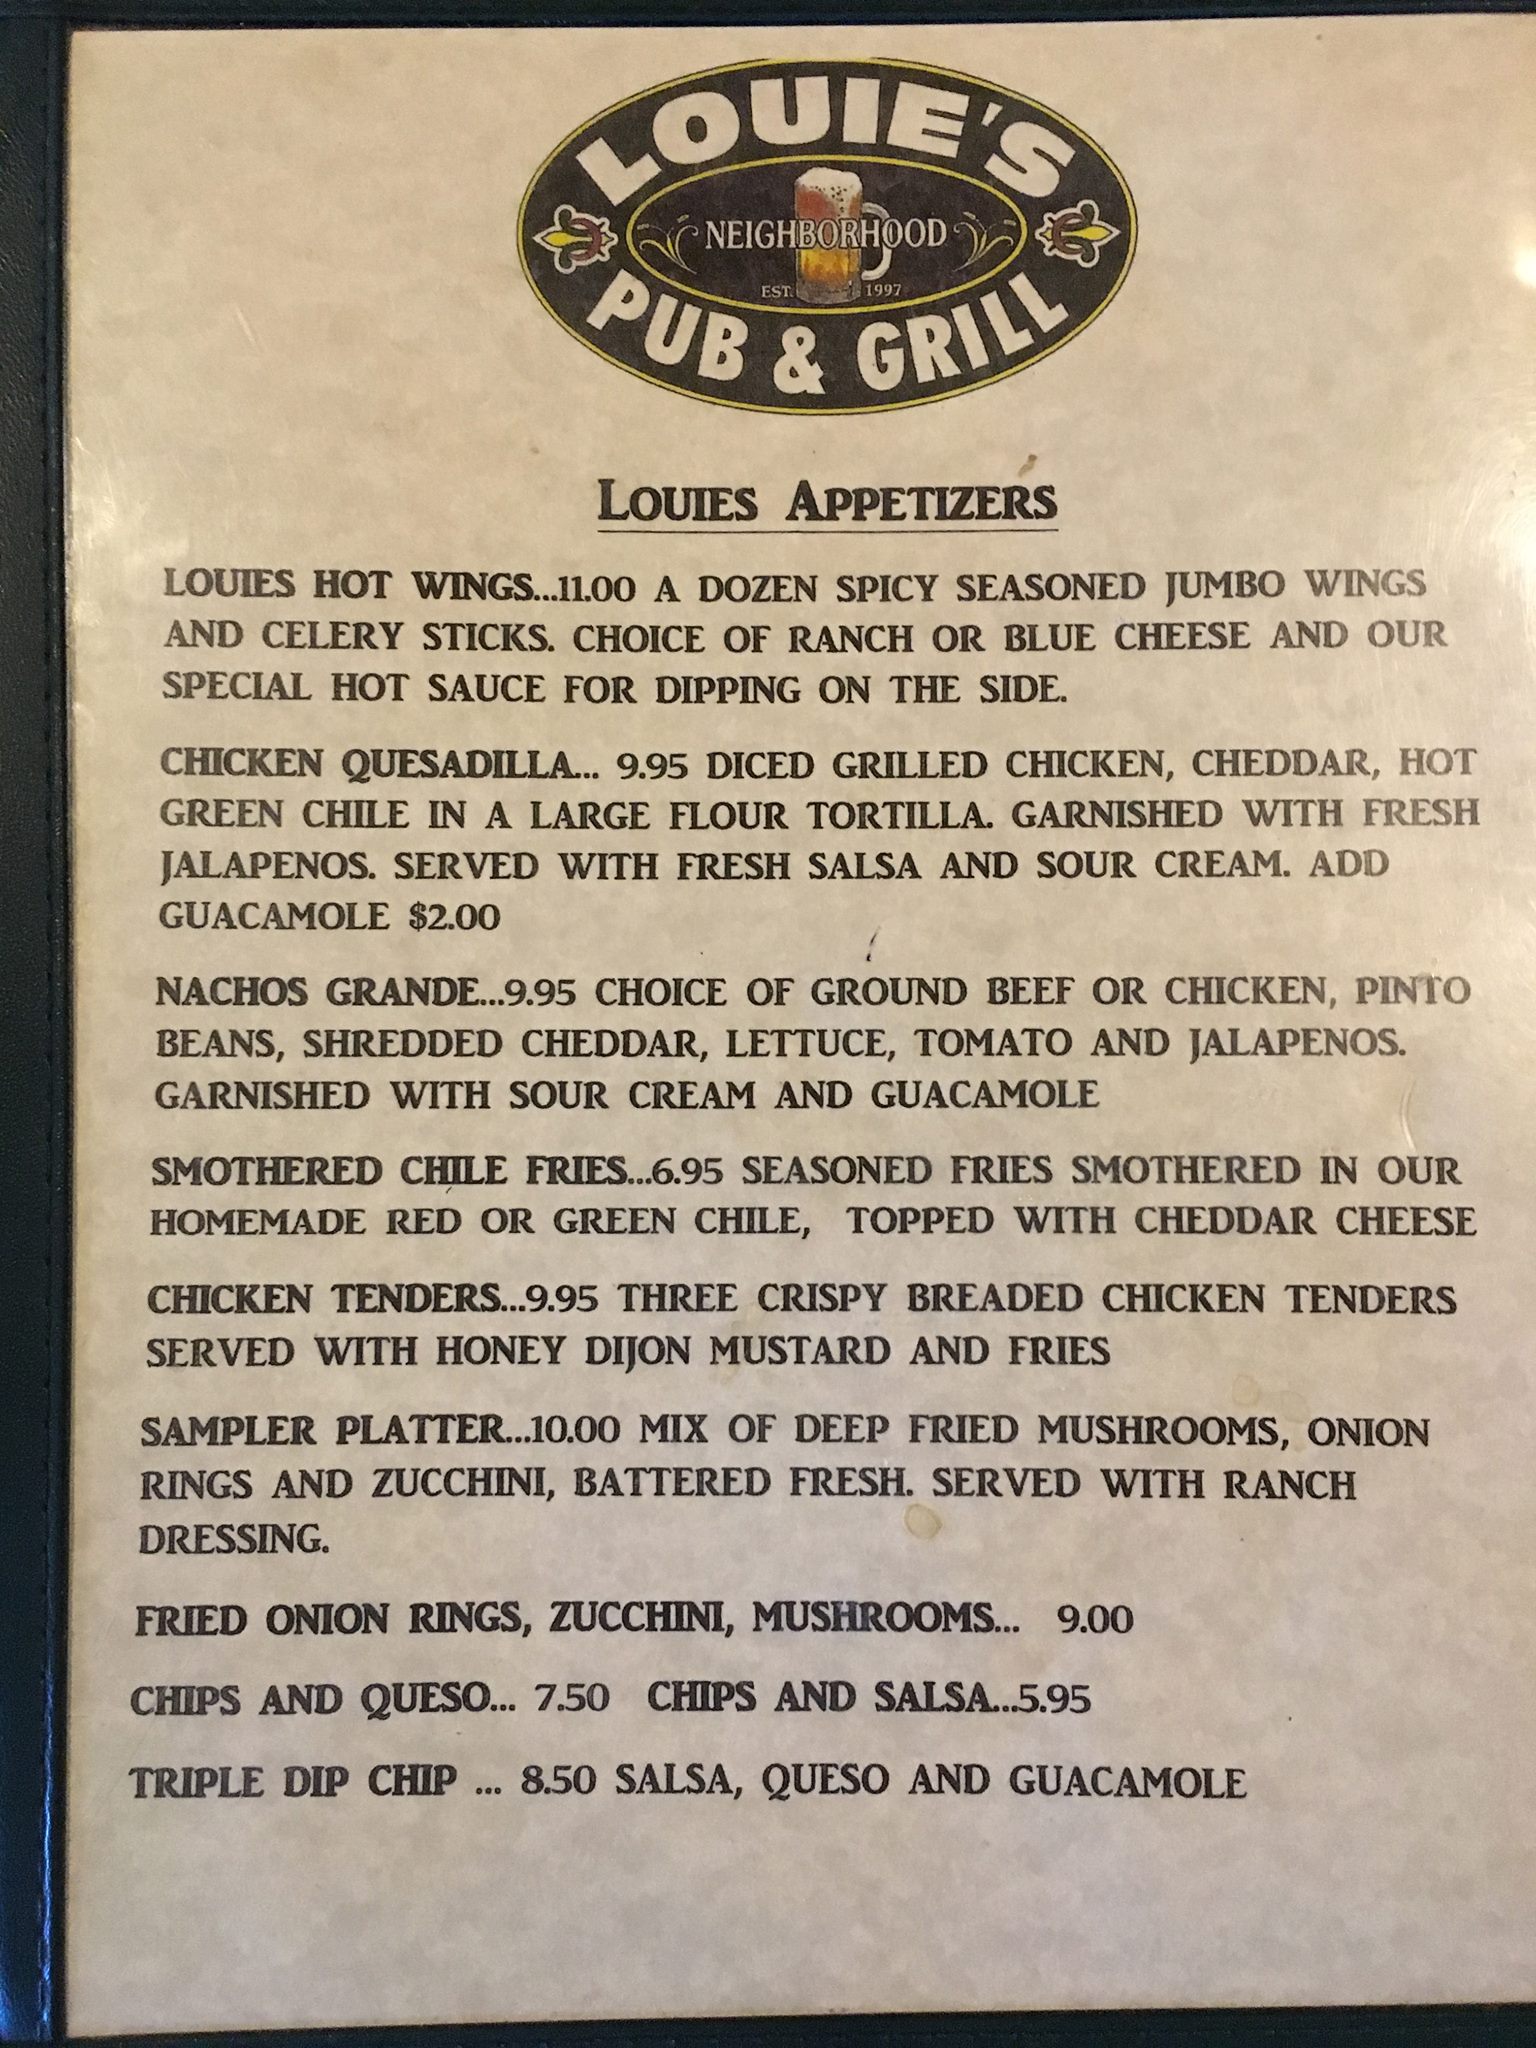 LOUIE'S
NEIGHBORHOOD
EST. 1997
PUB & GRILL
LOUIES APPETIZERS
LOUIES HOT WINGS...11.00 A DOZEN SPICY SEASONED JUMBO WINGS
AND CELERY STICKS. CHOICE OF RANCH OR BLUE CHEESE AND OUR
SPECIAL HOT SAUCE FOR DIPPING ON THE SIDE.
CHICKEN QUESADILLA... 9.95 DICED GRILLED CHICKEN, CHEDDAR, HOT
GREEN CHILE IN A LARGE FLOUR TORTILLA. GARNISHED WITH FRESH
JALAPENOS. SERVED WITH FRESH SALSA AND SOUR CREAM. ADD
GUACAMOLE $2.00
NACHOS GRANDE...9.95 CHOICE OF GROUND BEEF OR CHICKEN, PINTO
BEANS, SHREDDED CHEDDAR, LETTUCE, TOMATO AND JALAPENOS.
GARNISHED WITH SOUR CREAM AND GUACAMOLE
SMOTHERED CHILE FRIES...6.95 SEASONED FRIES SMOTHERED IN OUR
HOMEMADE RED OR GREEN CHILE, TOPPED WITH CHEDDAR CHEESE
CHICKEN TENDERS...9.95 THREE CRISPY BREADED CHICKEN TENDERS
SERVED WITH HONEY DIJON MUSTARD AND FRIES
SAMPLER PLATTER...10.00 MIX OF DEEP FRIED MUSHROOMS, ONION
RINGS AND ZUCCHINI, BATTERED FRESH. SERVED WITH RANCH
DRESSING.
FRIED ONION RINGS, ZUCCHINI, MUSHROOMS... 9.00
CHIPS AND QUESO... 7.50 CHIPS AND SALSA...5.95
TRIPLE DIP CHIP ... 8.50 SALSA, QUESO AND GUACAMOLE